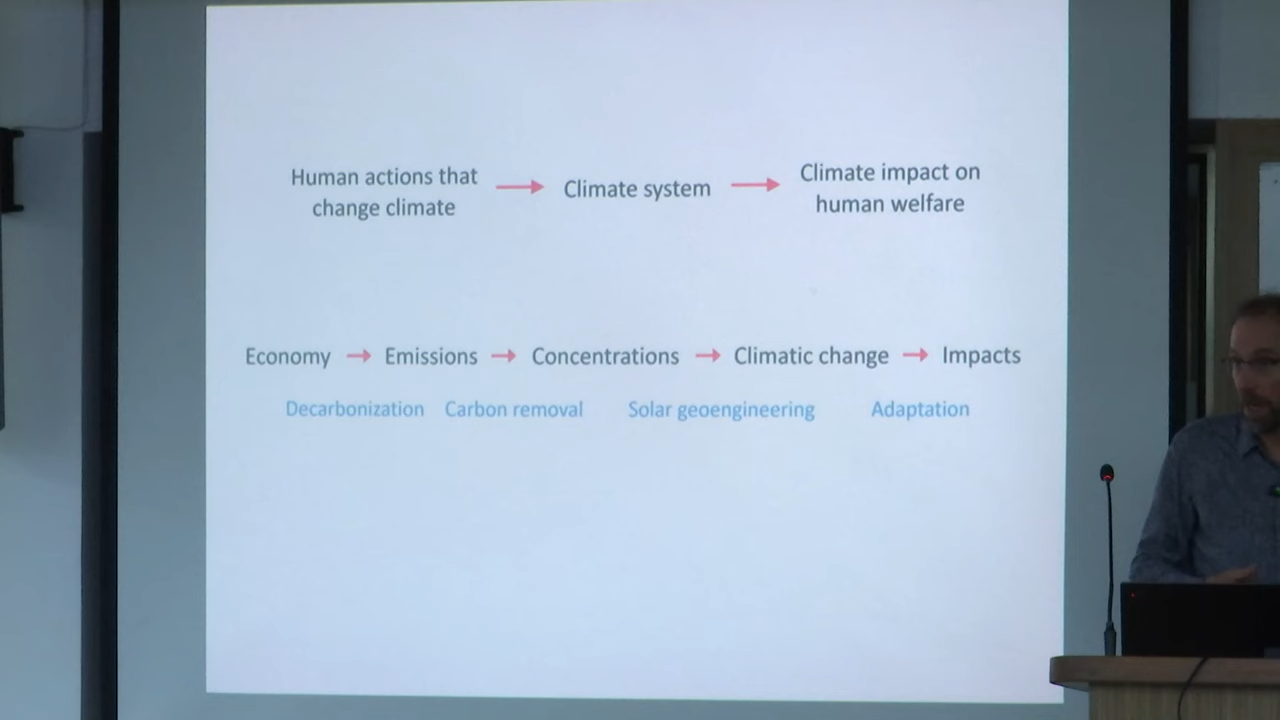 Human actions that
change climate → Climate system → Climate impact on
human welfare
Economy → Emissions → Concentrations → Climatic change → Impacts
Decarbonization Carbon removal Solar geoengineering Adaptation